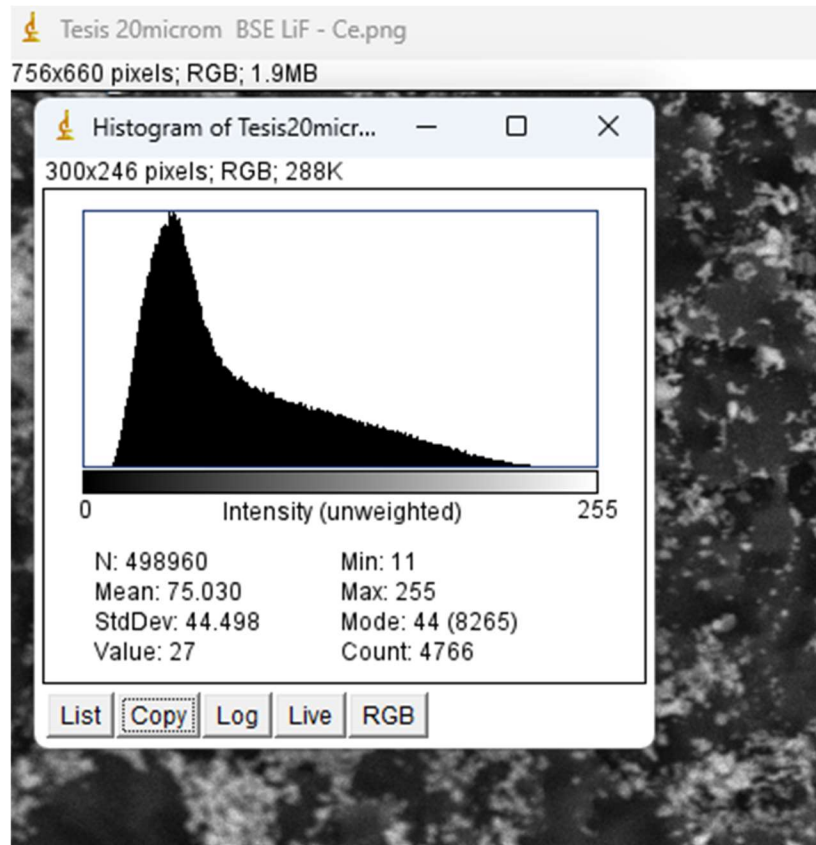 Tesis 20microm BSE LiF - Ce.png
756x660 pixels; RGB; 1.9MB
Histogram of Tesis20micr...
300x246 pixels; RGB; 288K
0 Intensity (unweighted) 255
N: 498960 Min: 11
Mean: 75.030 Max: 255
StdDev: 44.498 Mode: 44 (8265)
Value: 27 Count: 4766
List Copy Log Live RGB